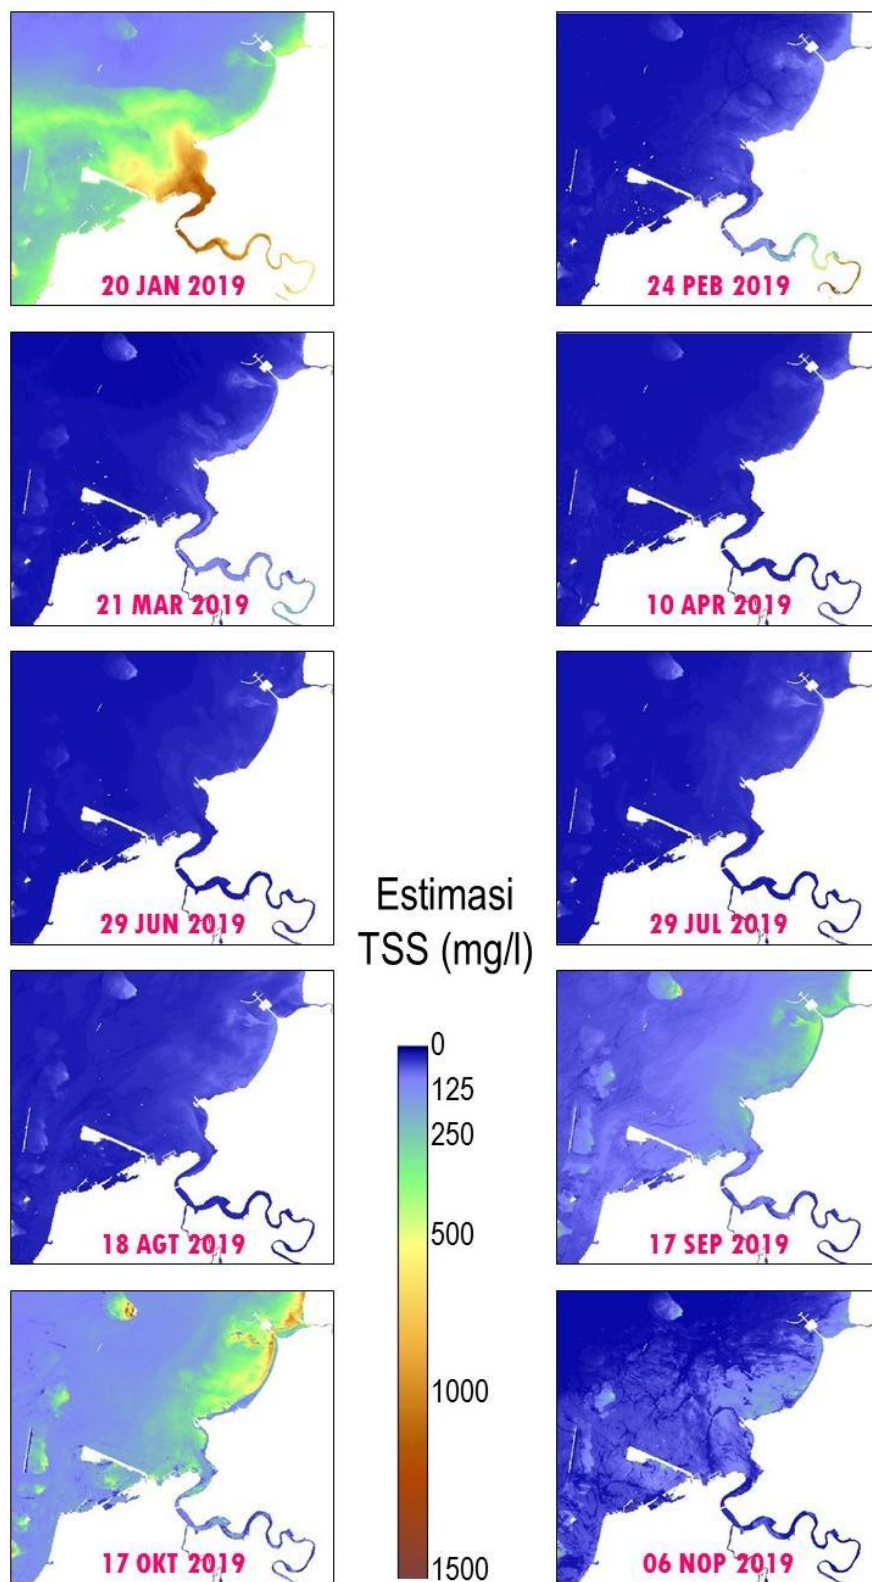 20 JAN 2019
24 PEB 2019
21 MAR 2019
10 APR 2019
29 JUN 2019
29 JUL 2019
Estimasi
TSS (mg/l)
0
125
250
500
1000
1500
18 AGT 2019
17 SEP 2019
17 OKT 2019
06 NOP 2019